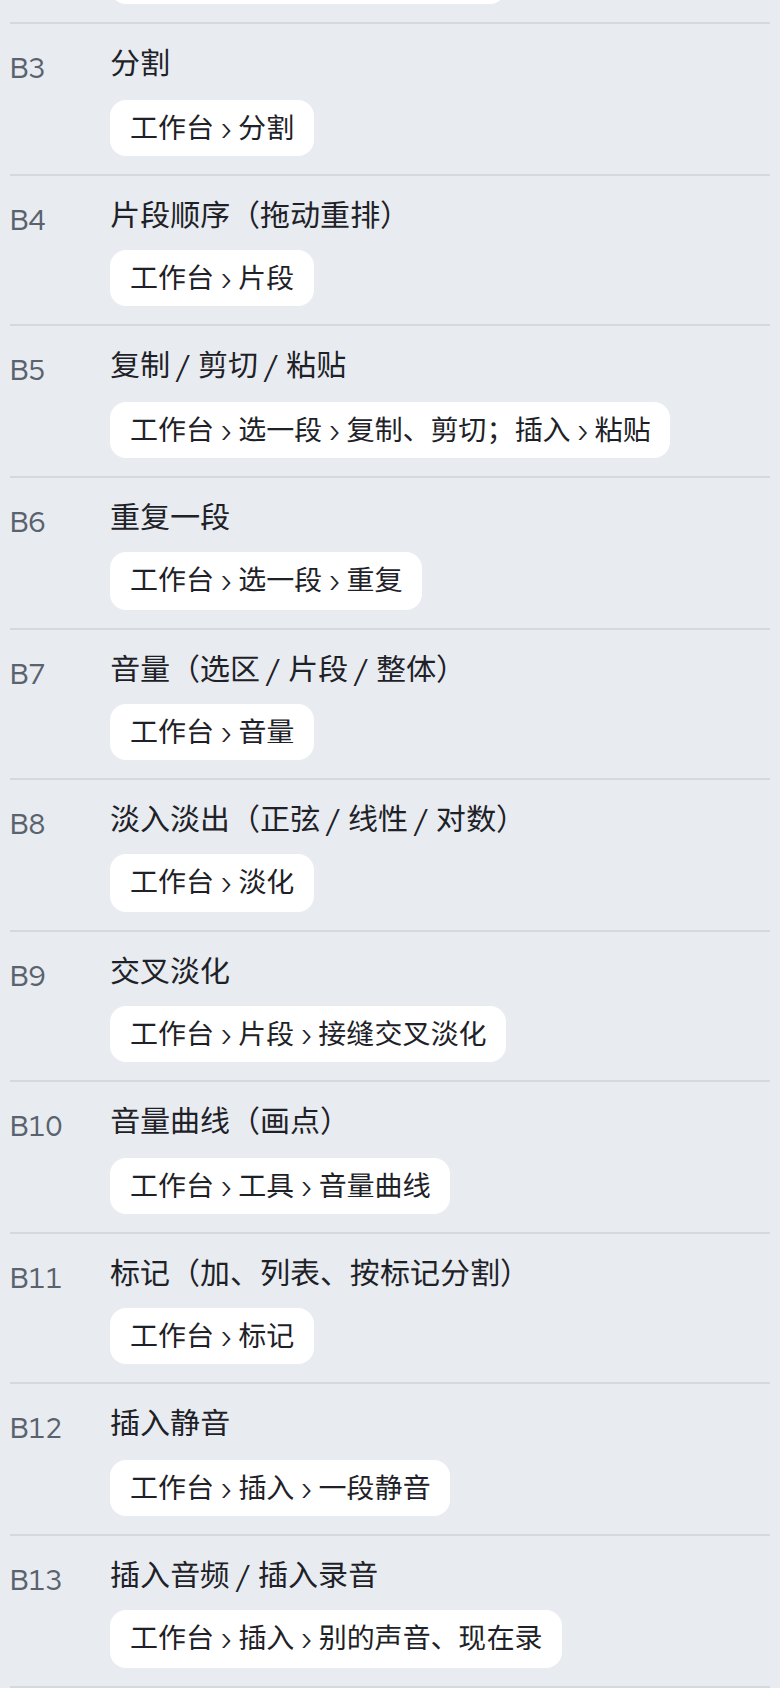 B3 分割
工作台 › 分割
B4 片段顺序（拖动重排）
工作台 › 片段
B5 复制 / 剪切 / 粘贴
工作台 › 选一段 › 复制、剪切；插入 › 粘贴
B6 重复一段
工作台 › 选一段 › 重复
B7 音量（选区 / 片段 / 整体）
工作台 › 音量
B8 淡入淡出（正弦 / 线性 / 对数）
工作台 › 淡化
B9 交叉淡化
工作台 › 片段 › 接缝交叉淡化
B10 音量曲线（画点）
工作台 › 工具 › 音量曲线
B11 标记（加、列表、按标记分割）
工作台 › 标记
B12 插入静音
工作台 › 插入 › 一段静音
B13 插入音频 / 插入录音
工作台 › 插入 › 别的声音、现在录